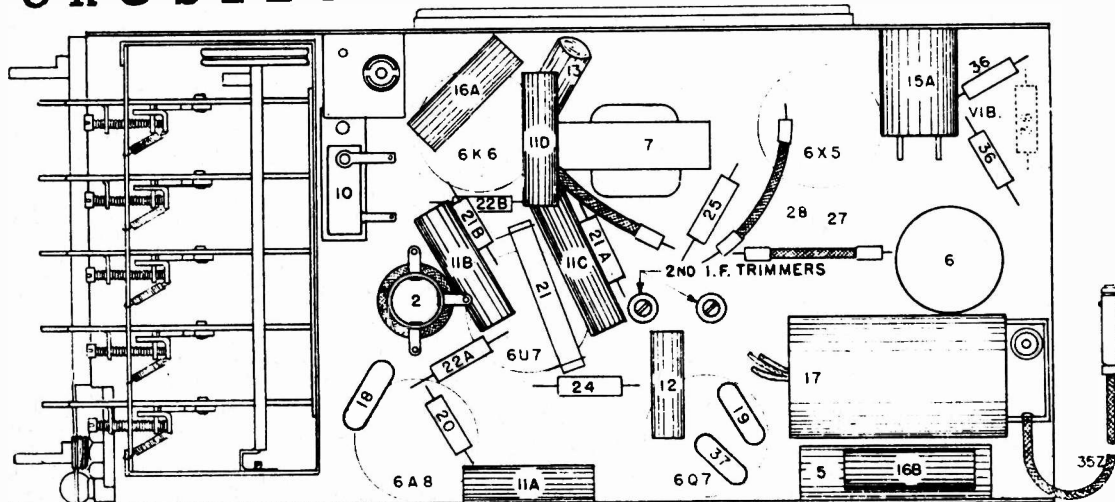 16A
13
11D
7
6K6
10
22B
21B
11B
11C
21A
21
2
6U7
22A
24
18
20
6A8
11A
12
19
37
6Q7
25
6X5
28
27
2ND I.F. TRIMMERS
15A
36
VIB.
36
6
17
5
16B
35Z